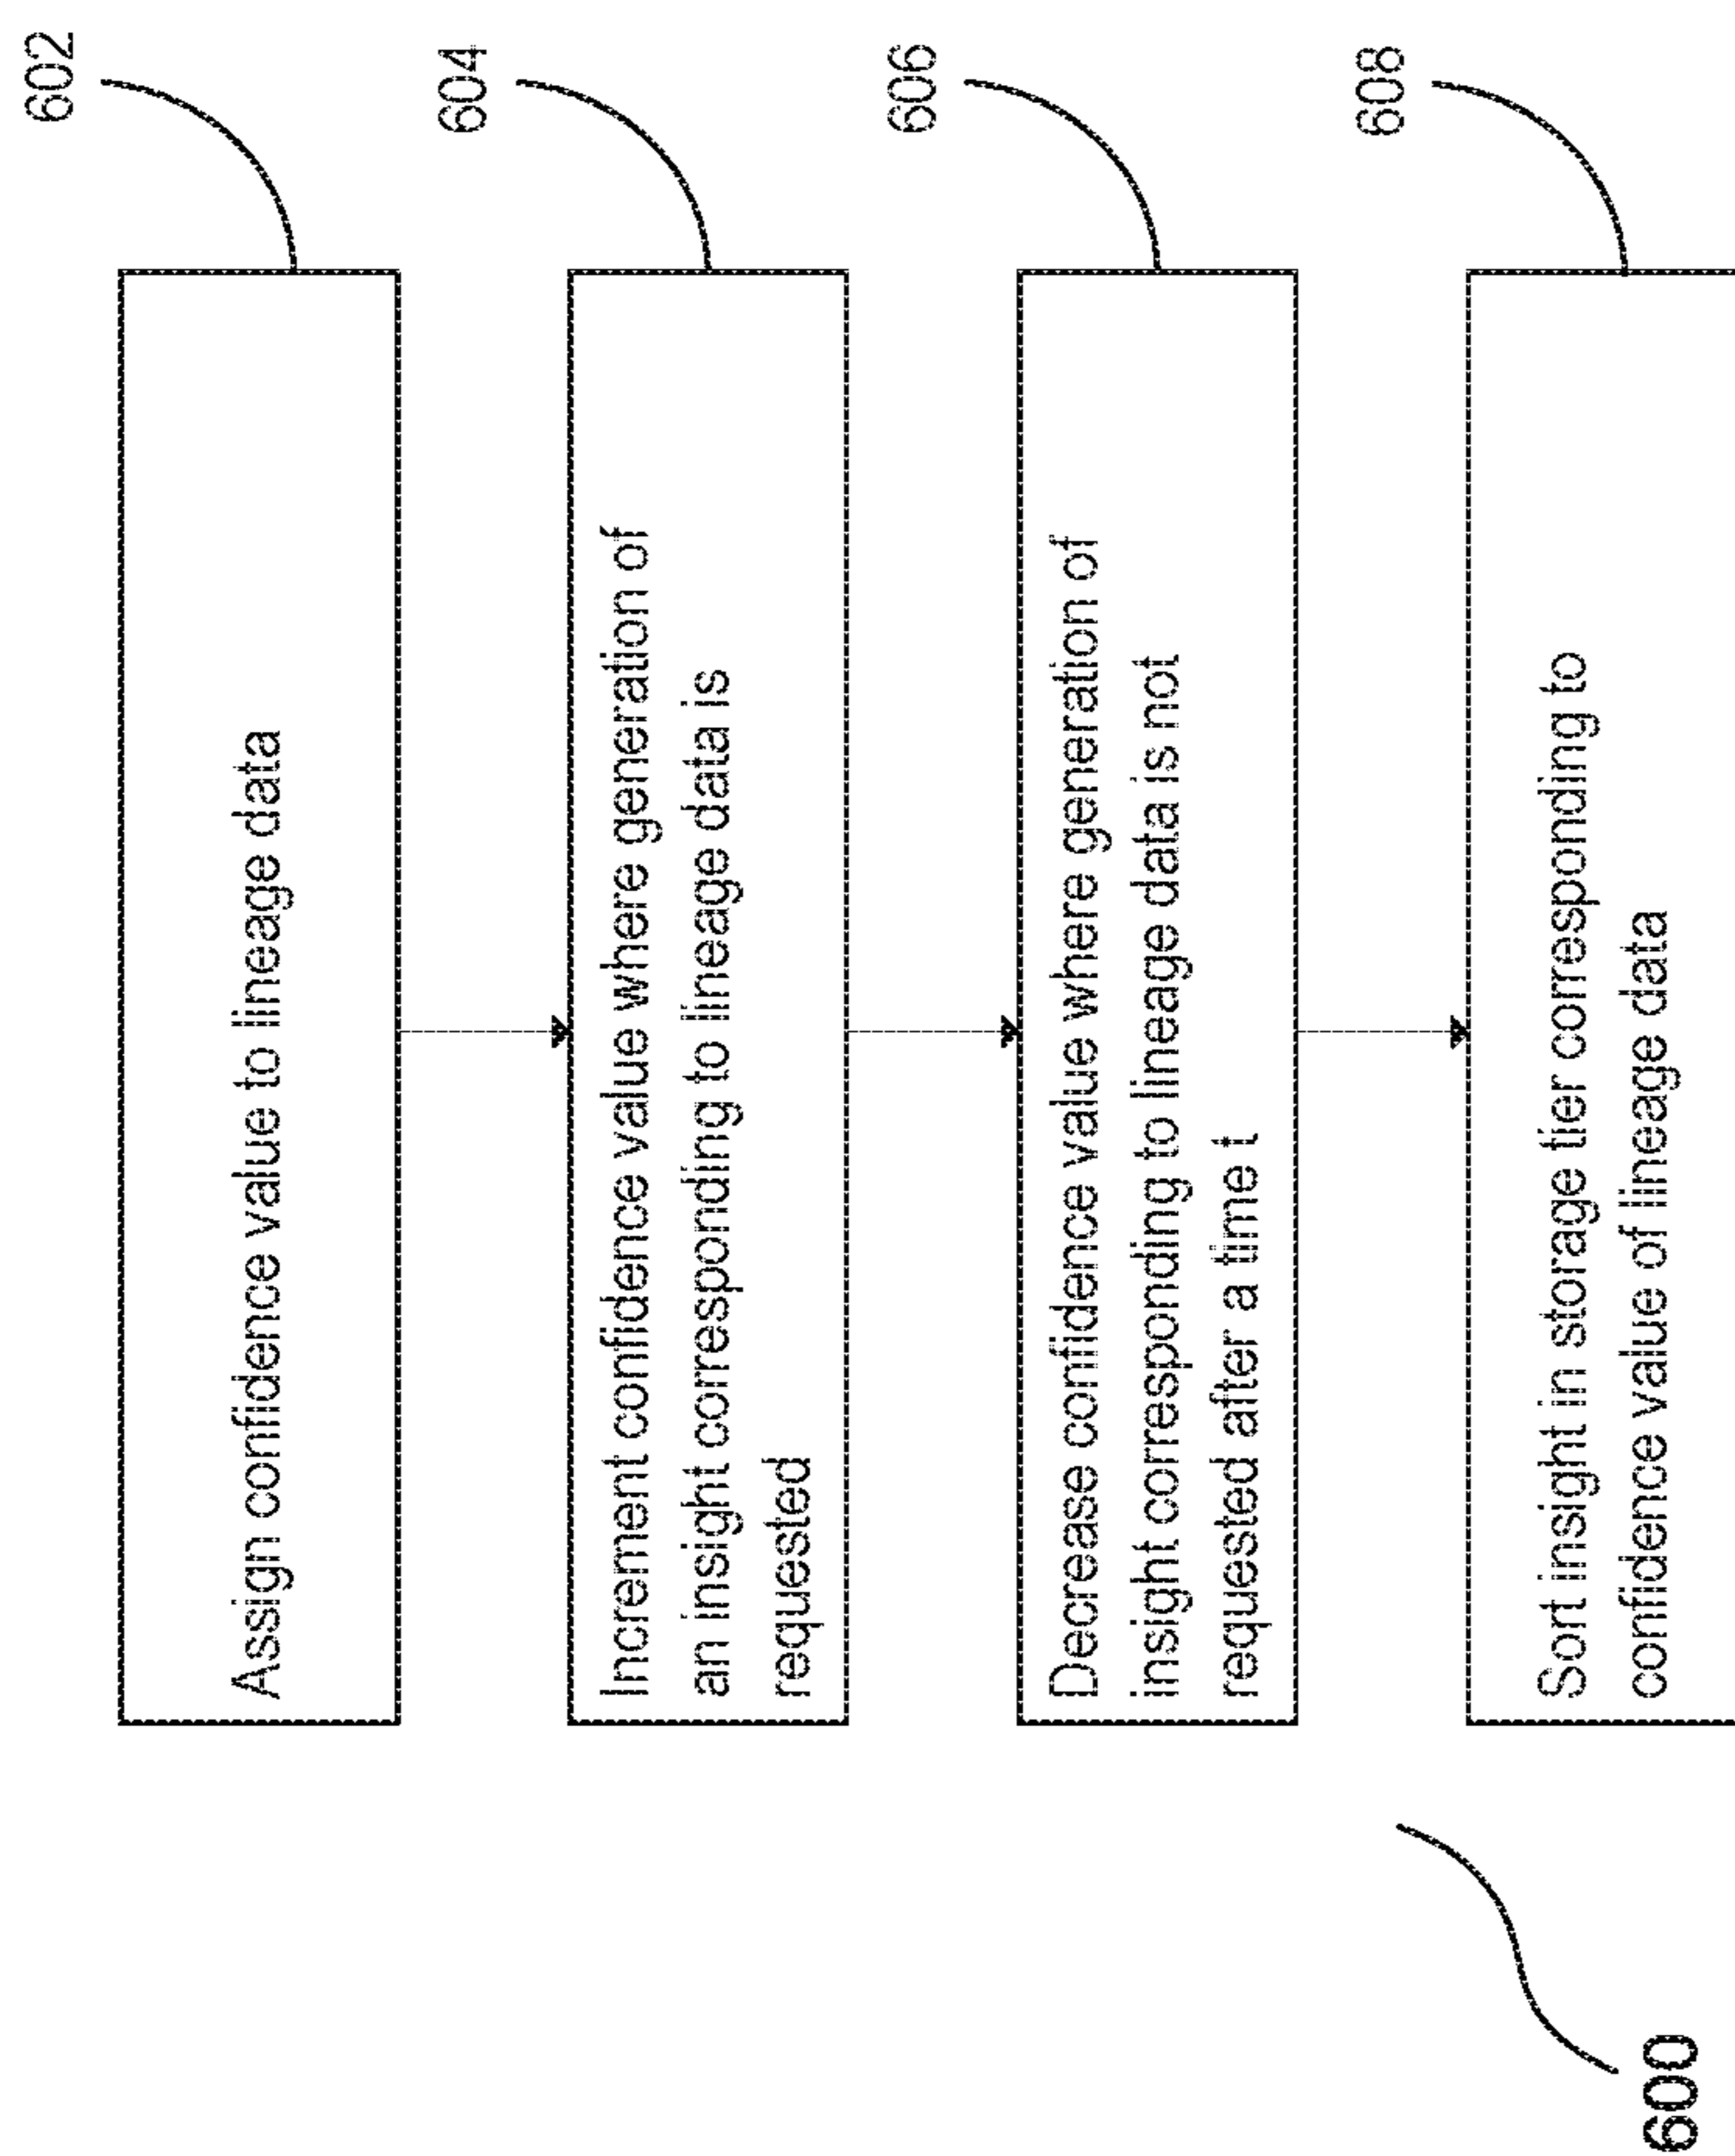 602
Assign confidence value to lineage data
604
Increment confidence value where generation of
an insight corresponding to lineage data is
requested
606
Decrease confidence value where generation of
insight corresponding to lineage data is not
requested after a time t
608
Sort insight in storage tier corresponding to
confidence value of lineage data
600